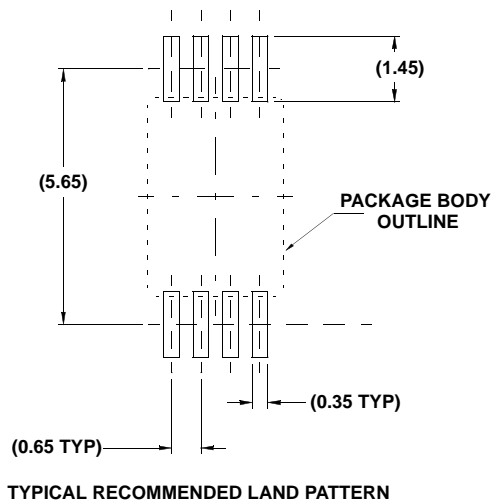 (1.45)
(5.65)
PACKAGE BODY
OUTLINE
(0.35 TYP)
(0.65 TYP)
TYPICAL RECOMMENDED LAND PATTERN